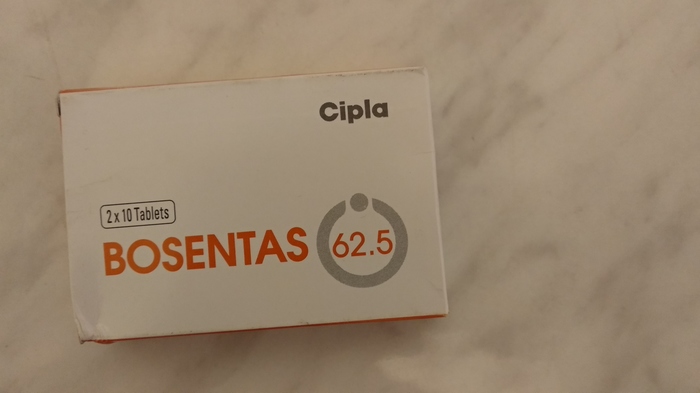 Cipla
2 x 10 Tablets
BOSENTAS 62.5